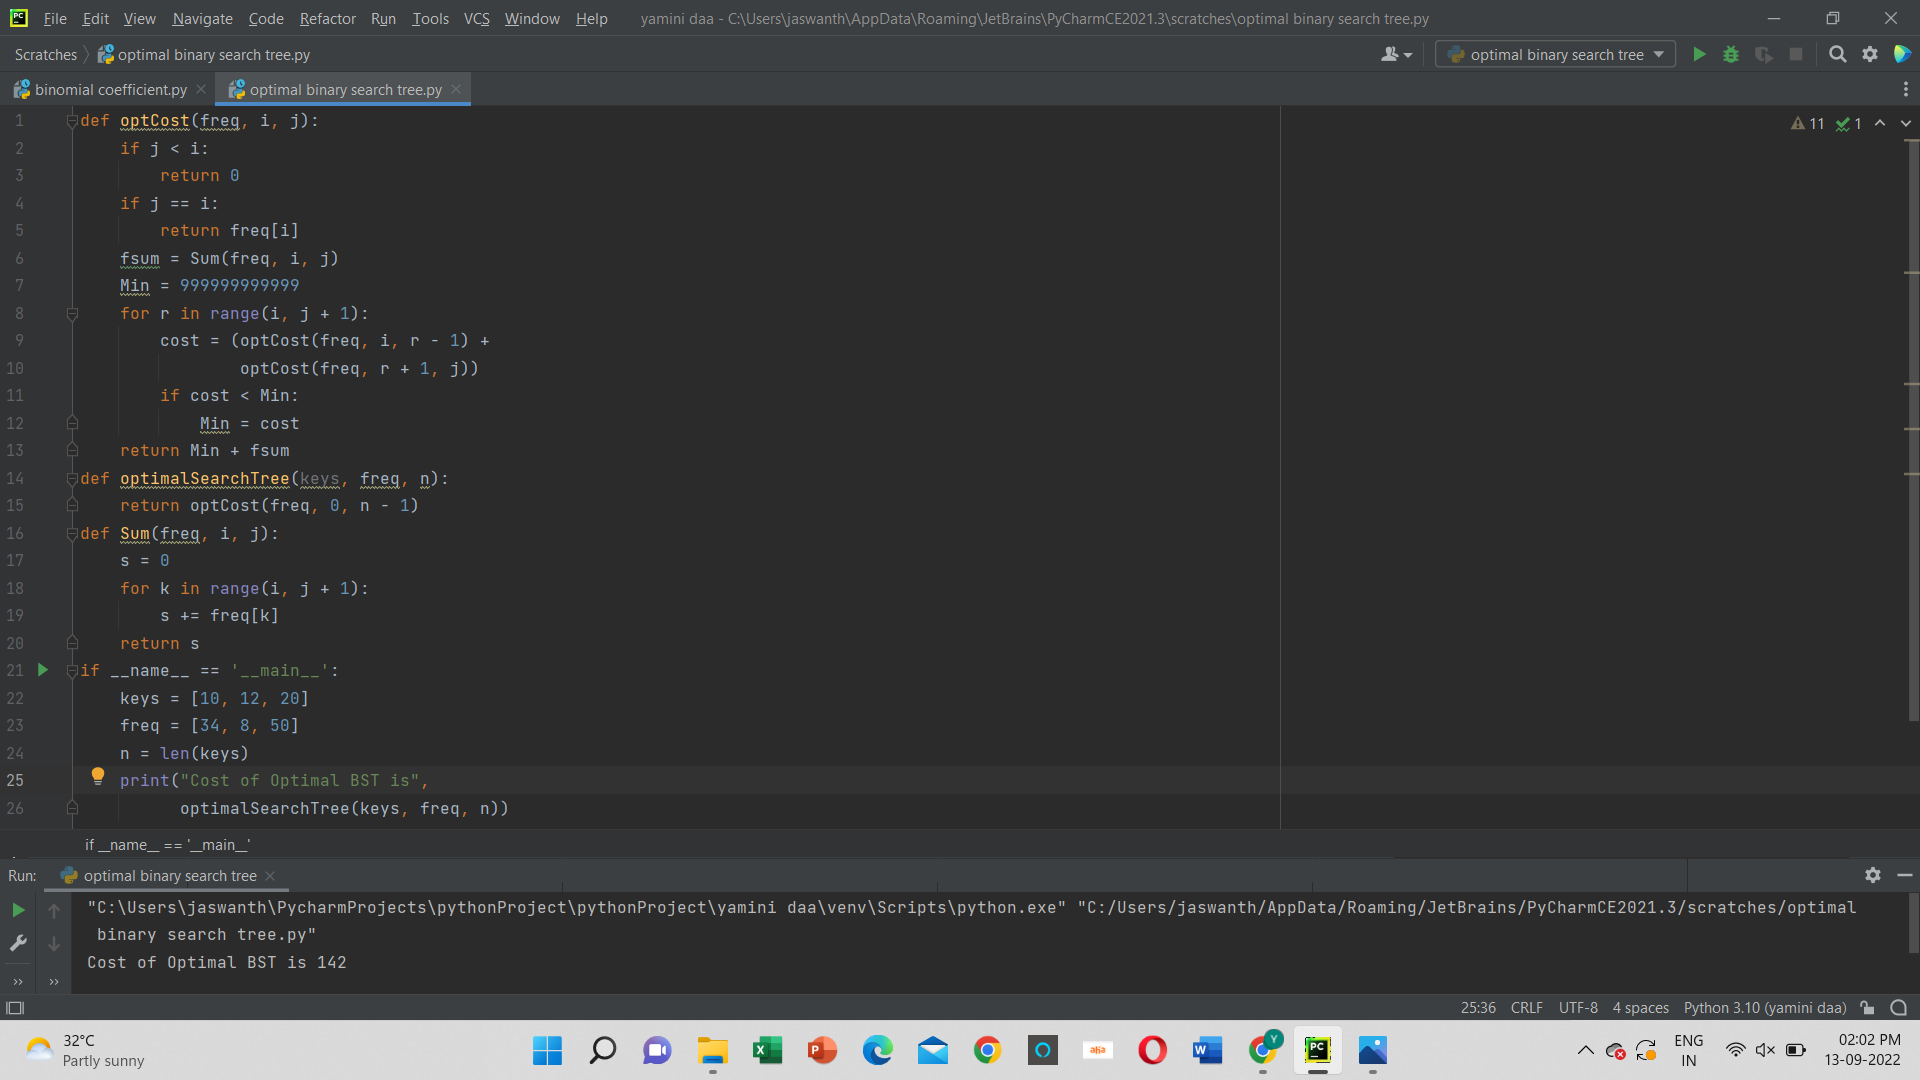 File Edit View Navigate Code Refactor Run Tools VCS Window Help yamini daa - C:\Users\jaswanth\AppData\Roaming\JetBrains\PyCharmCE2021.3\scratches\optimal binary search tree.py
Scratches optimal binary search tree.py optimal binary search tree
binomial coefficient.py optimal binary search tree.py
11 1
1 def optCost(freq, i, j):
2 if j < i:
3 return 0
4 if j == i:
5 return freq[i]
6 fsum = Sum(freq, i, j)
7 Min = 999999999999
8 for r in range(i, j + 1):
9 cost = (optCost(freq, i, r - 1) +
10 optCost(freq, r + 1, j))
11 if cost < Min:
12 Min = cost
13 return Min + fsum
14 def optimalSearchTree(keys, freq, n):
15 return optCost(freq, 0, n - 1)
16 def Sum(freq, i, j):
17 s = 0
18 for k in range(i, j + 1):
19 s += freq[k]
20 return s
21 if __name__ == '__main__':
22 keys = [10, 12, 20]
23 freq = [34, 8, 50]
24 n = len(keys)
25 print("Cost of Optimal BST is",
26 optimalSearchTree(keys, freq, n))
if __name__ == '__main__'
Run: optimal binary search tree
"C:\Users\jaswanth\PycharmProjects\pythonProject\pythonProject\yamini daa\venv\Scripts\python.exe" "C:/Users/jaswanth/AppData/Roaming/JetBrains/PyCharmCE2021.3/scratches/optimal
binary search tree.py"
Cost of Optimal BST is 142
25:36 CRLF UTF-8 4 spaces Python 3.10 (yamini daa)
32°C
Partly sunny
ENG
IN
02:02 PM
13-09-2022